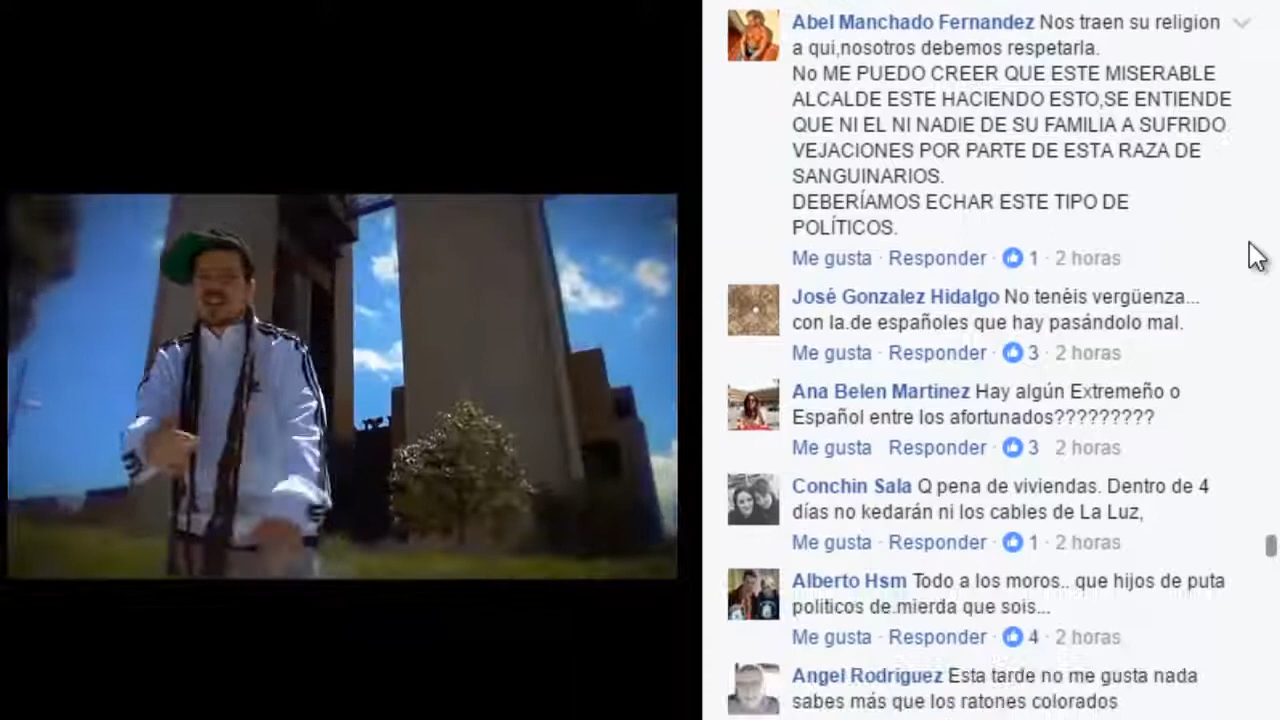 Abel Manchado Fernandez Nos traen su religion
a qui,nosotros debemos respetarla.
No ME PUEDO CREER QUE ESTE MISERABLE
ALCALDE ESTE HACIENDO ESTO,SE ENTIENDE
QUE NI EL NI NADIE DE SU FAMILIA A SUFRIDO
VEJACIONES POR PARTE DE ESTA RAZA DE
SANGUINARIOS.
DEBERÍAMOS ECHAR ESTE TIPO DE
POLÍTICOS.
Me gusta · Responder · 1 · 2 horas
José Gonzalez Hidalgo No tenéis vergüenza...
con la.de españoles que hay pasándolo mal.
Me gusta · Responder · 3 · 2 horas
Ana Belen Martinez Hay algún Extremeño o
Español entre los afortunados?????????
Me gusta Responder · 3 2 horas
Conchin Sala Q pena de viviendas. Dentro de 4
días no kedarán ni los cables de La Luz,
Me gusta · Responder · 1 · 2 horas
Alberto Hsm Todo a los moros.. que hijos de puta
politicos de.mierda que sois...
Me gusta · Responder · 4 · 2 horas
Angel Rodriguez Esta tarde no me gusta nada
sabes más que los ratones colorados